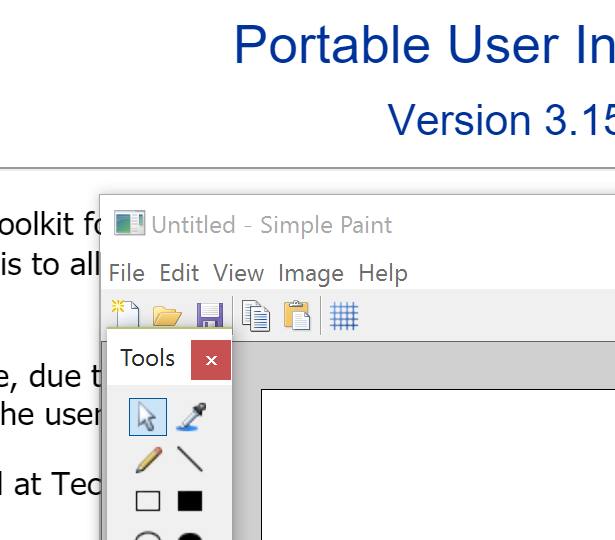 Portable User In
Version 3.15
oolkit fo
is to all
Untitled - Simple Paint
File Edit View Image Help
Tools x
e, due t
he user
l at Tec